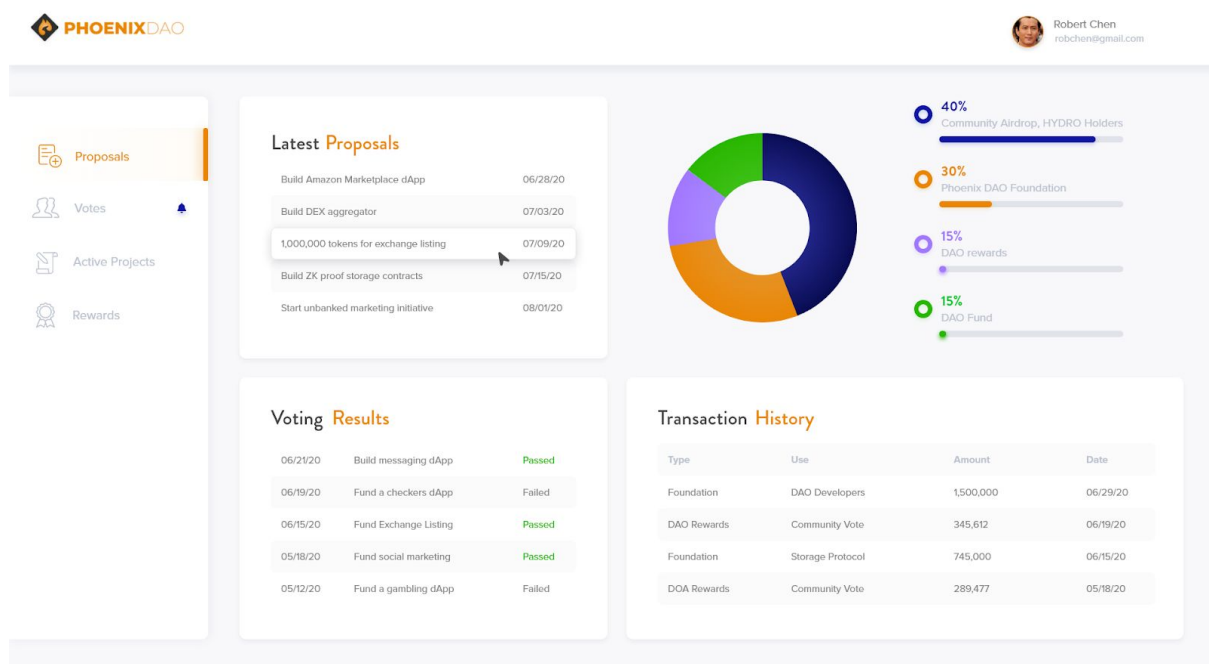 PHOENIXDAO
Robert Chen
robchen@gmail.com
Proposals
Votes
Active Projects
Rewards
Latest Proposals
Build Amazon Marketplace dApp 06/28/20
Build DEX aggregator 07/03/20
1,000,000 tokens for exchange listing 07/09/20
Build ZK proof storage contracts 07/15/20
Start unbanked marketing initiative 08/01/20
40%
Community Airdrop, HYDRO Holders
30%
Phoenix DAO Foundation
15%
DAO rewards
15%
DAO Fund
Voting Results
06/21/20 Build messaging dApp Passed
06/19/20 Fund a checkers dApp Failed
06/15/20 Fund Exchange Listing Passed
05/18/20 Fund social marketing Passed
05/12/20 Fund a gambling dApp Failed
Transaction History
Type Use Amount Date
Foundation DAO Developers 1,500,000 06/29/20
DAO Rewards Community Vote 345,612 06/19/20
Foundation Storage Protocol 745,000 06/15/20
DOA Rewards Community Vote 289,477 05/18/20